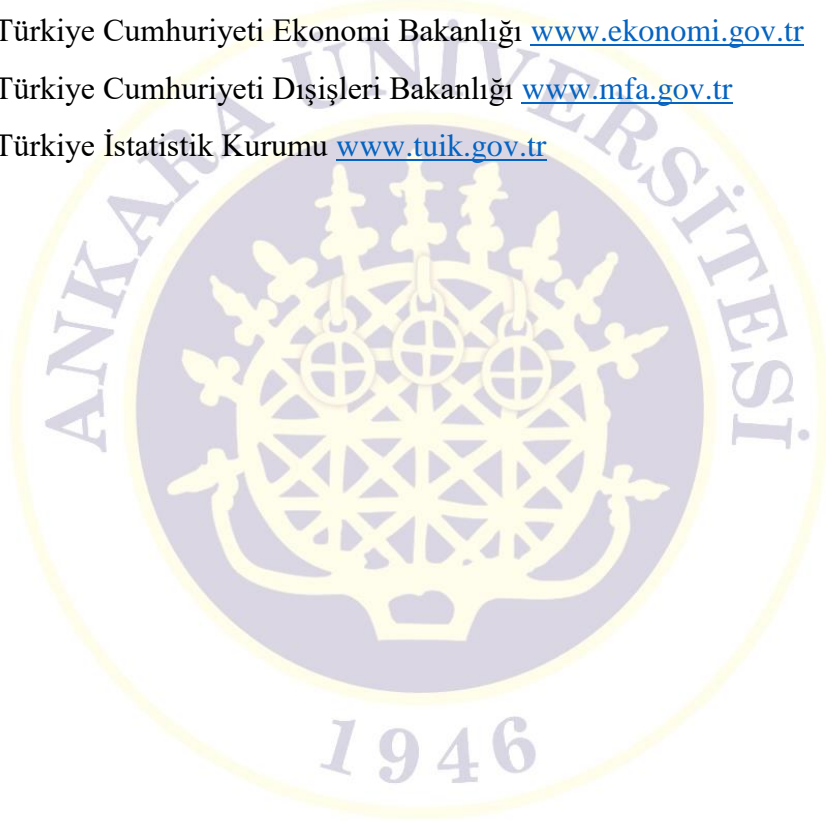 Türkiye Cumhuriyeti Ekonomi Bakanlığı www.ekonomi.gov.tr
Türkiye Cumhuriyeti Dışişleri Bakanlığı www.mfa.gov.tr
Türkiye İstatistik Kurumu www.tuik.gov.tr
ANKARA ÜNİVERSİTESİ
1946